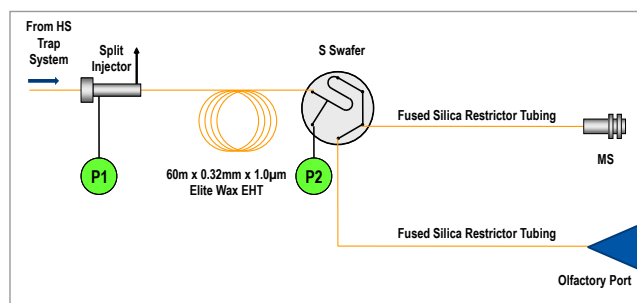 From HS
Trap
System
Split
Injector
S Swafer
Fused Silica Restrictor Tubing
MS
P1
60m x 0.32mm x 1.0µm
Elite Wax EHT
P2
Fused Silica Restrictor Tubing
Olfactory Port